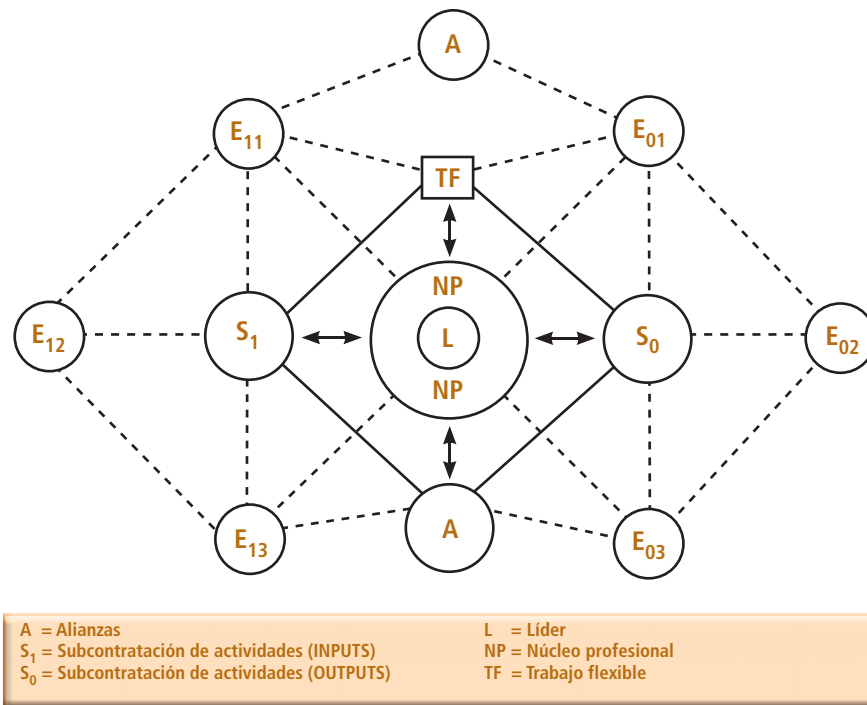 A
E₁₁
E₀₁
TF
NP
E₁₂
S₁
L
S₀
E₀₂
NP
E₁₃
A
E₀₃
A = Alianzas
S₁ = Subcontratación de actividades (INPUTS)
S₀ = Subcontratación de actividades (OUTPUTS)
L = Líder
NP = Núcleo profesional
TF = Trabajo flexible